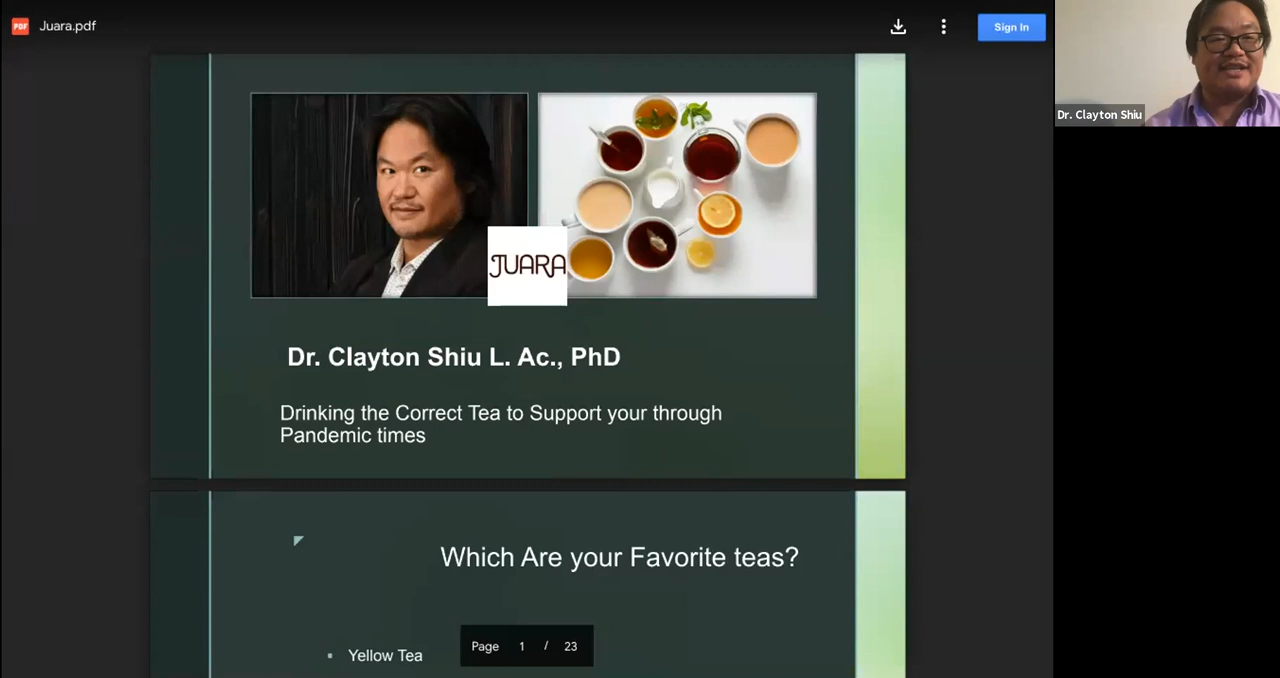 PDF
Juara.pdf
Sign In
Dr. Clayton Shiu
JUARA
Dr. Clayton Shiu L. Ac., PhD
Drinking the Correct Tea to Support your through
Pandemic times
Which Are your Favorite teas?
Yellow Tea
Page 1 / 23